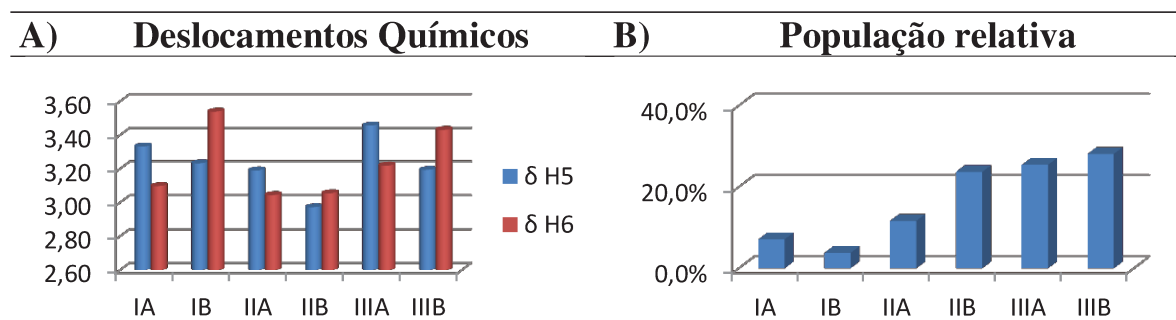 A) Deslocamentos Químicos
3,60
3,40
3,20
3,00
2,80
2,60
IA IB IIA IIB IIIA IIIB
δ H5
δ H6
B) População relativa
40,0%
20,0%
0,0%
IA IB IIA IIB IIIA IIIB